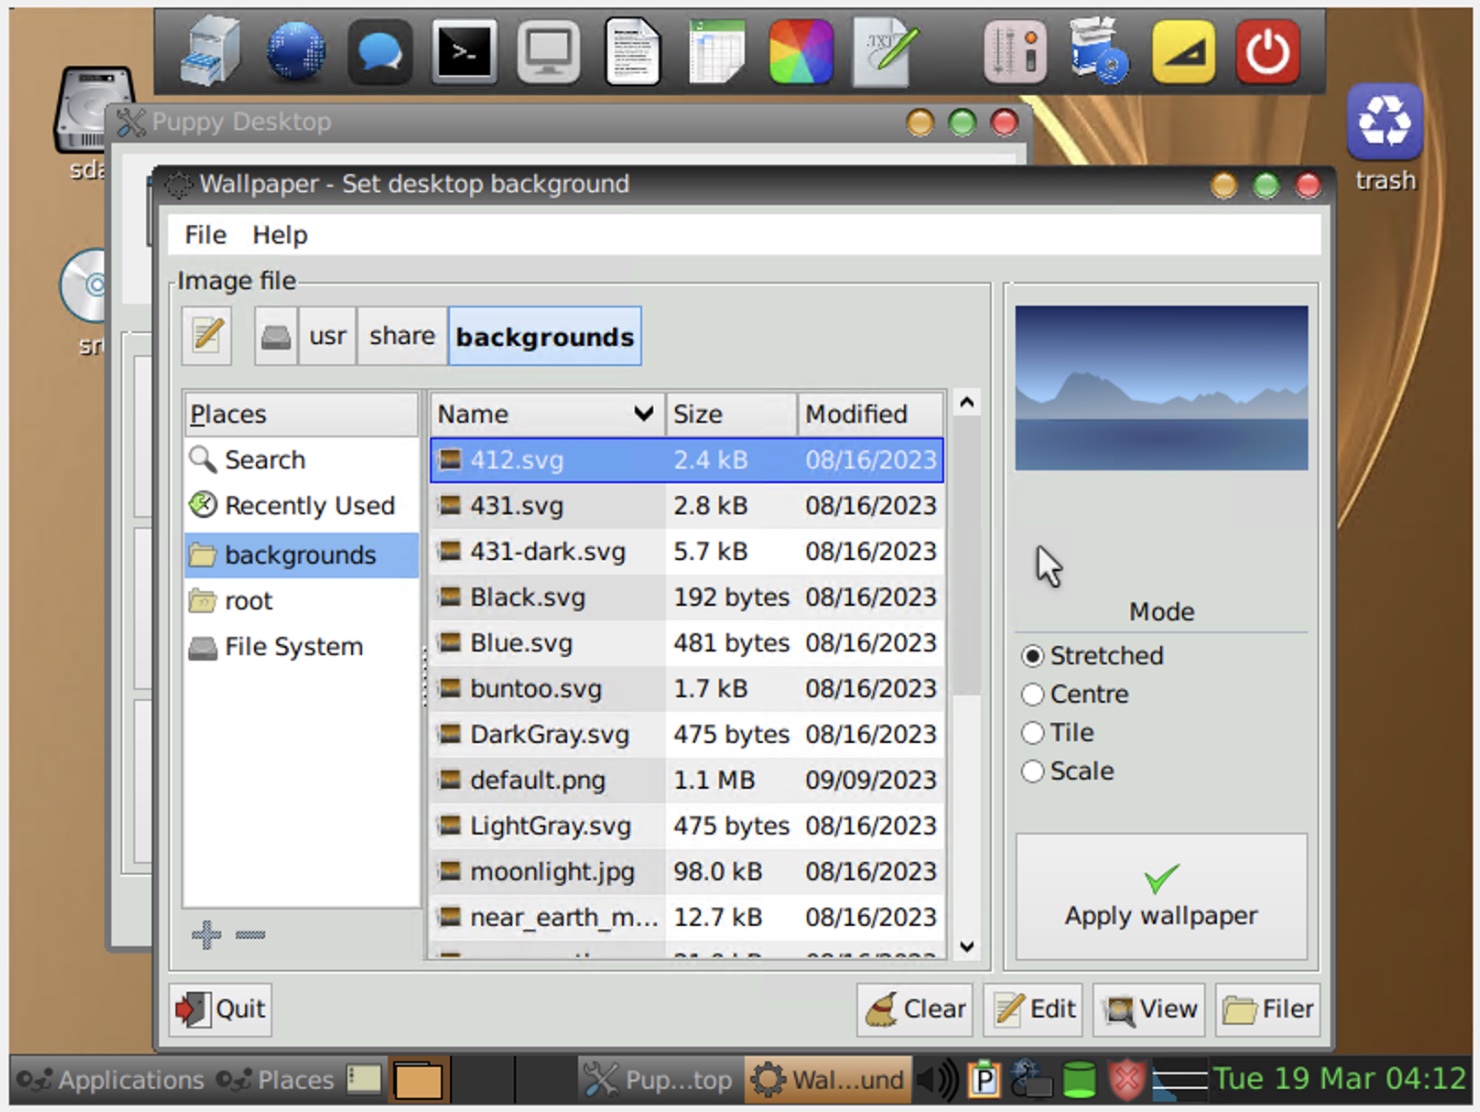 TXT
>_
Puppy Desktop
trash
Wallpaper - Set desktop background
File Help
Image file
usr share backgrounds
Places
Search
Recently Used
backgrounds
root
File System
Name Size Modified
412.svg 2.4 kB 08/16/2023
431.svg 2.8 kB 08/16/2023
431-dark.svg 5.7 kB 08/16/2023
Black.svg 192 bytes 08/16/2023
Blue.svg 481 bytes 08/16/2023
buntoo.svg 1.7 kB 08/16/2023
DarkGray.svg 475 bytes 08/16/2023
default.png 1.1 MB 09/09/2023
LightGray.svg 475 bytes 08/16/2023
moonlight.jpg 98.0 kB 08/16/2023
near_earth_m... 12.7 kB 08/16/2023
Mode
Stretched
Centre
Tile
Scale
Apply wallpaper
Quit Clear Edit View Filer
Applications Places Pup...top Wal...und P Tue 19 Mar 04:12